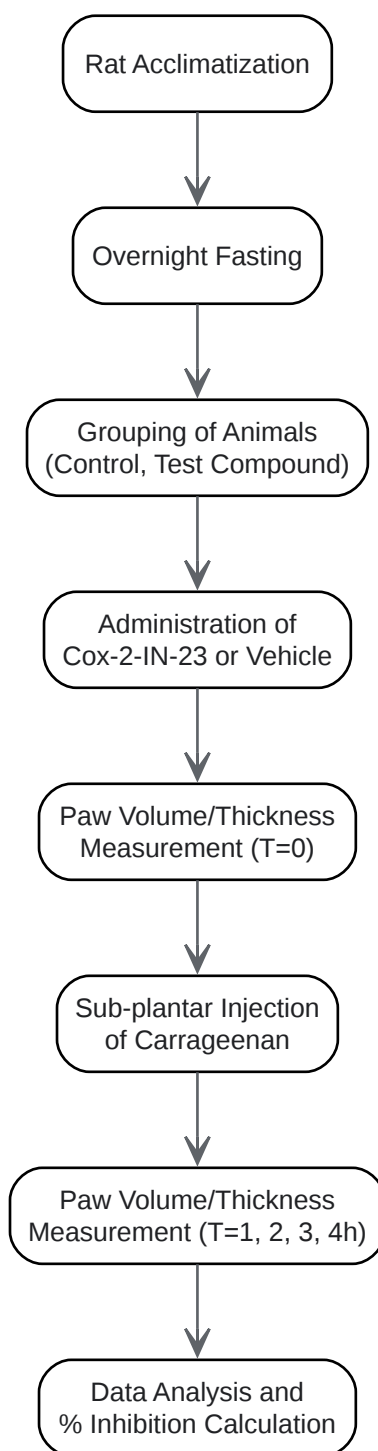 Rat Acclimatization
Overnight Fasting
Grouping of Animals
(Control, Test Compound)
Administration of
Cox-2-IN-23 or Vehicle
Paw Volume/Thickness
Measurement (T=0)
Sub-plantar Injection
of Carrageenan
Paw Volume/Thickness
Measurement (T=1, 2, 3, 4h)
Data Analysis and
% Inhibition Calculation